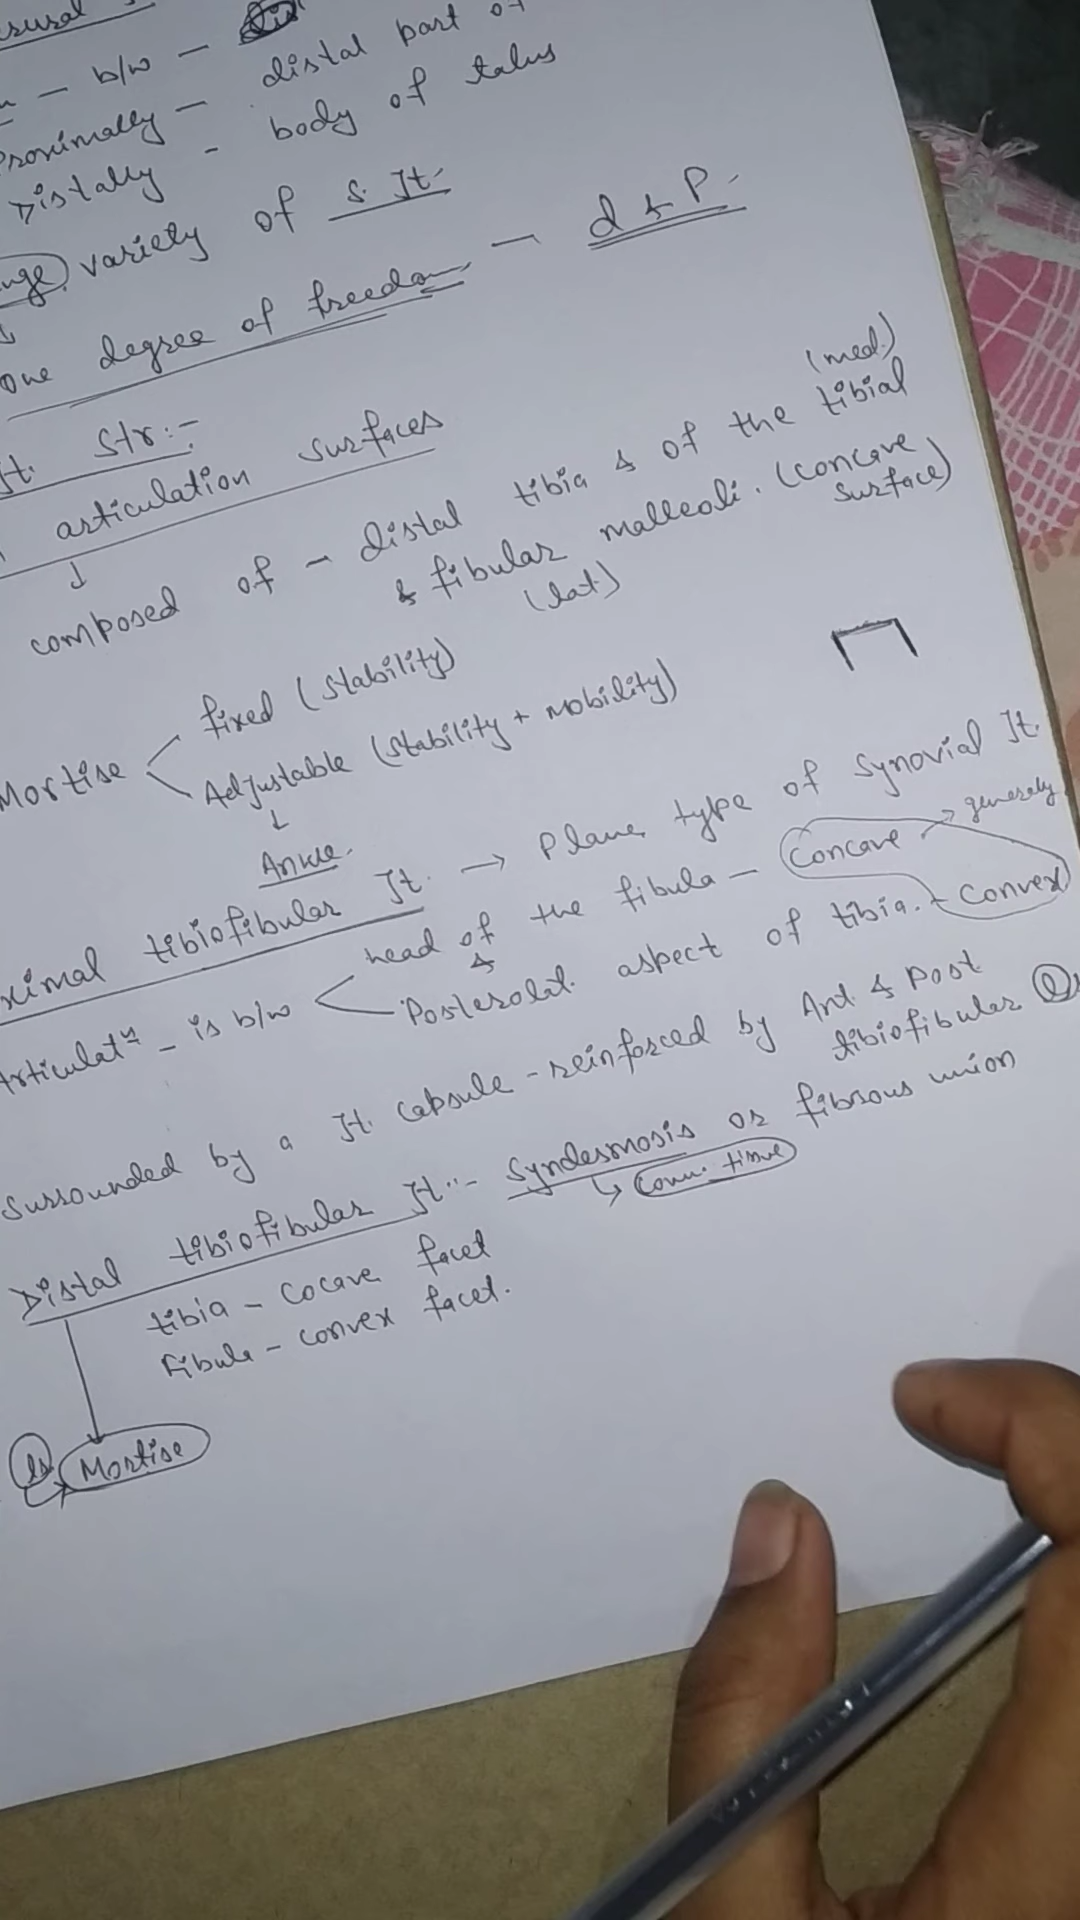 b/w -
Proximally - distal part of
Distally - body of talus
variety of S. Jt.
One degree of freedom - d & P.
Jt. Str:-
articulation surfaces
↓
composed of - distal tibia & of the tibial (med.)
& fibular malleoli. (Concave surface)
(lat)
Mortise < fixed (Stability)
Adjustable (Stability + Mobility)
↓
Ankle.
tibiofibular Jt. → Plane type of Synovial Jt.
Articulatn - is b/w < head of the fibula - Concave → generely
&
Posterolat. aspect of tibia. - Convex
Surrounded by a Jt. Capsule - reinforced by Ant. & Post
tibiofibular
Distal tibiofibular Jt:- Syndesmosis or fibrous union
↳ Conn. tissue
tibia - Cocave facet
Fibula - Convex facet.
Mortise